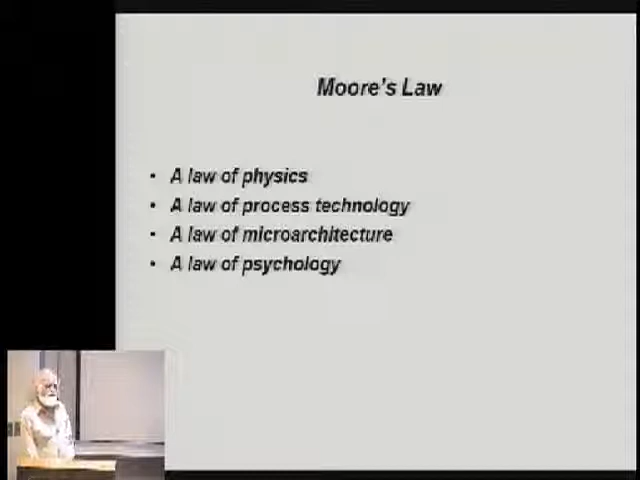 Moore's Law
• A law of physics
• A law of process technology
• A law of microarchitecture
• A law of psychology